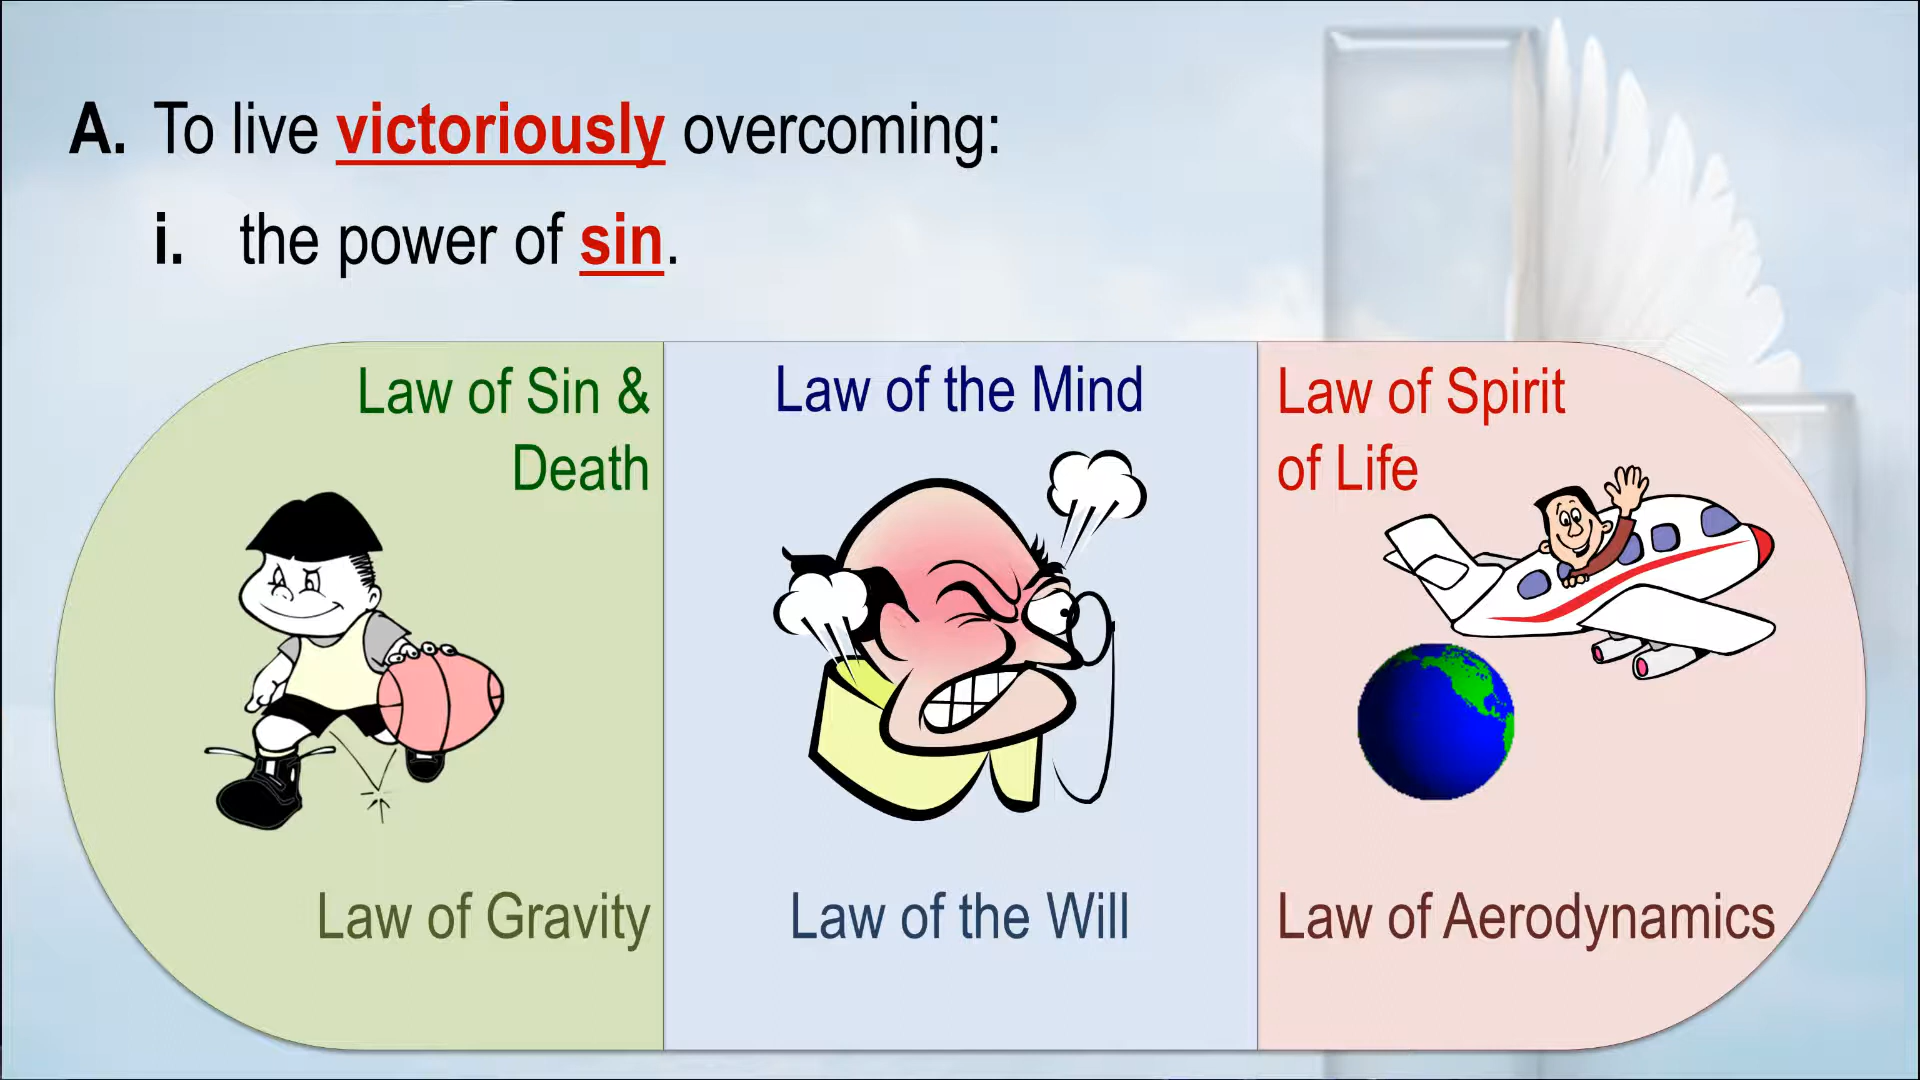 A. To live victoriously overcoming:
i. the power of sin.
Law of Sin &
Death
Law of the Mind
Law of Spirit
of Life
Law of Gravity
Law of the Will
Law of Aerodynamics